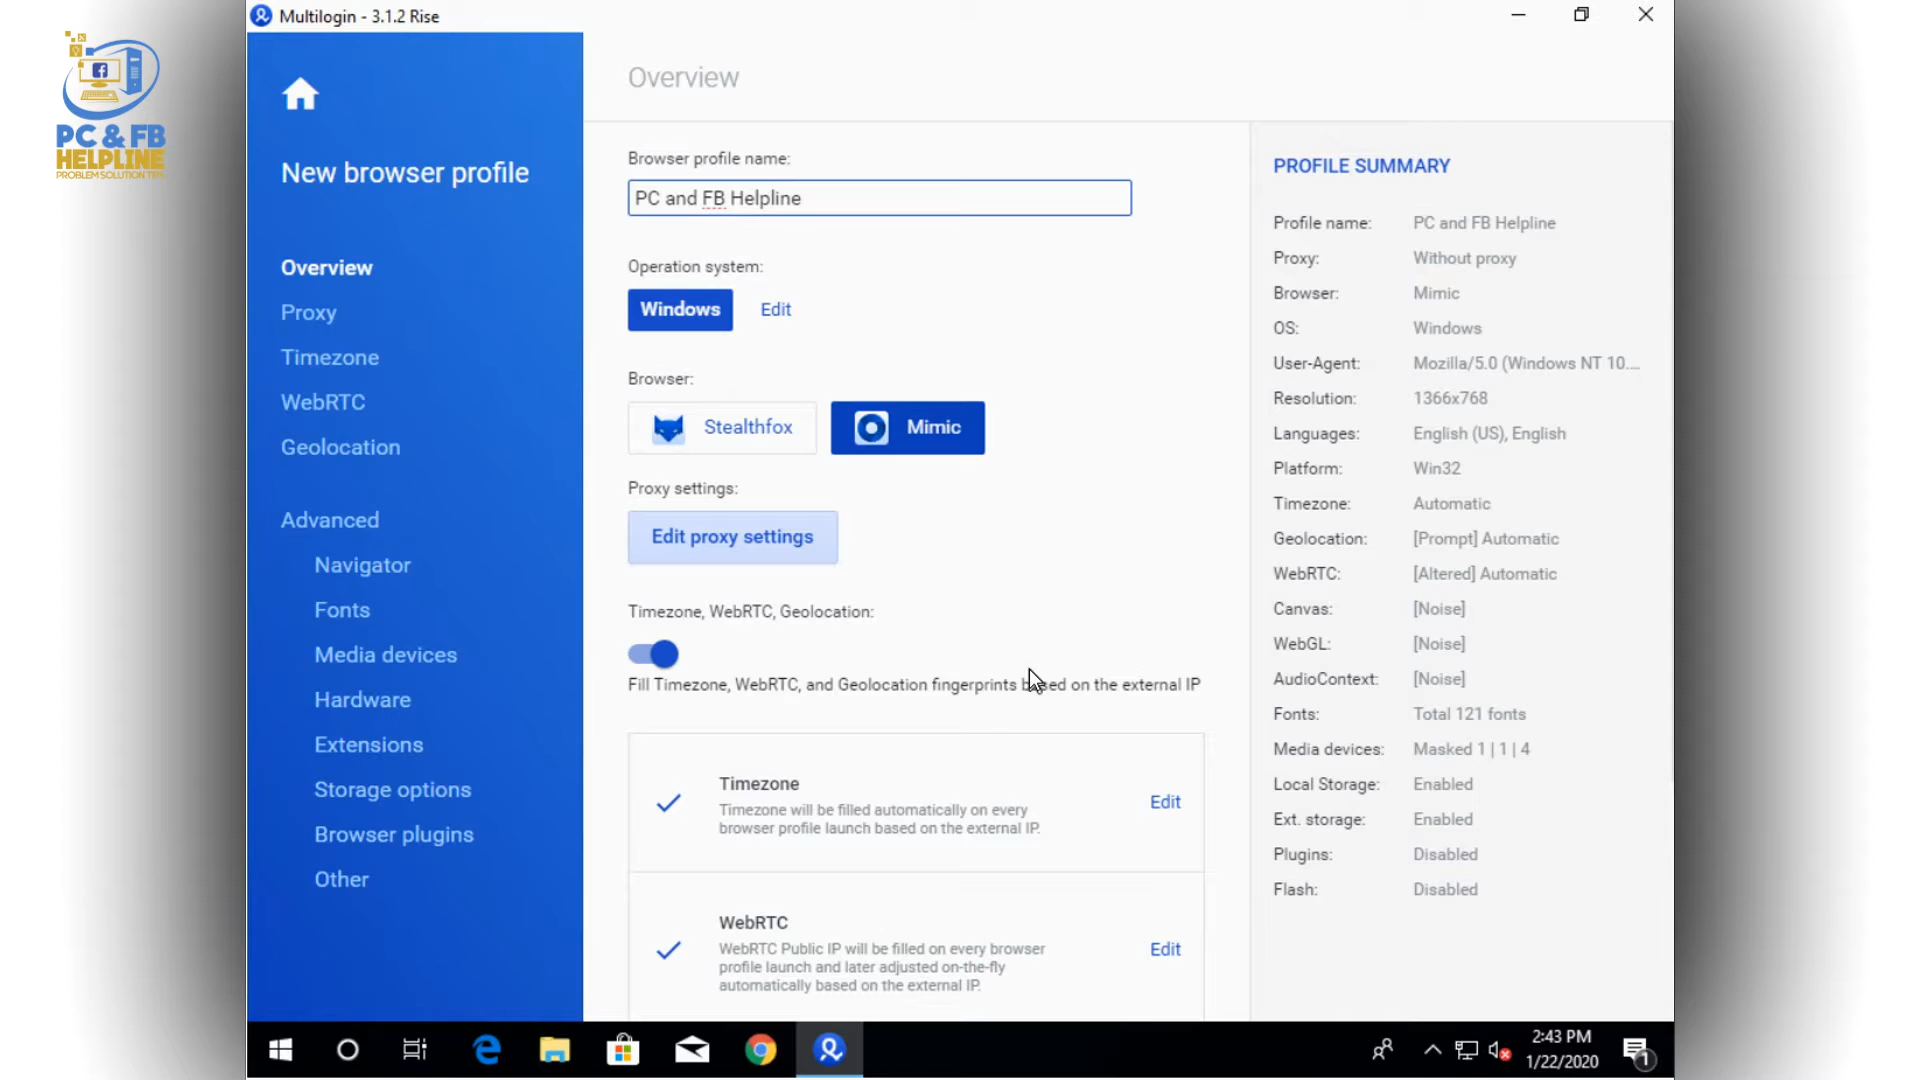 Multilogin - 3.1.2 Rise
PC & FB
HELPLINE
PROBLEM SOLUTION TIPS
New browser profile
Overview
Proxy
Timezone
WebRTC
Geolocation
Advanced
Navigator
Fonts
Media devices
Hardware
Extensions
Storage options
Browser plugins
Other
Overview
Browser profile name:
PC and FB Helpline
Operation system:
Windows
Edit
Browser:
Stealthfox
Mimic
Proxy settings:
Edit proxy settings
Timezone, WebRTC, Geolocation:
Fill Timezone, WebRTC, and Geolocation fingerprints based on the external IP
Timezone
Timezone will be filled automatically on every
browser profile launch based on the external IP.
Edit
WebRTC
WebRTC Public IP will be filled on every browser
profile launch and later adjusted on-the-fly
automatically based on the external IP.
Edit
PROFILE SUMMARY
Profile name: PC and FB Helpline
Proxy: Without proxy
Browser: Mimic
OS: Windows
User-Agent: Mozilla/5.0 (Windows NT 10....
Resolution: 1366x768
Languages: English (US), English
Platform: Win32
Timezone: Automatic
Geolocation: [Prompt] Automatic
WebRTC: [Altered] Automatic
Canvas: [Noise]
WebGL: [Noise]
AudioContext: [Noise]
Fonts: Total 121 fonts
Media devices: Masked 1 | 1 | 4
Local Storage: Enabled
Ext. storage: Enabled
Plugins: Disabled
Flash: Disabled
2:43 PM
1/22/2020
1